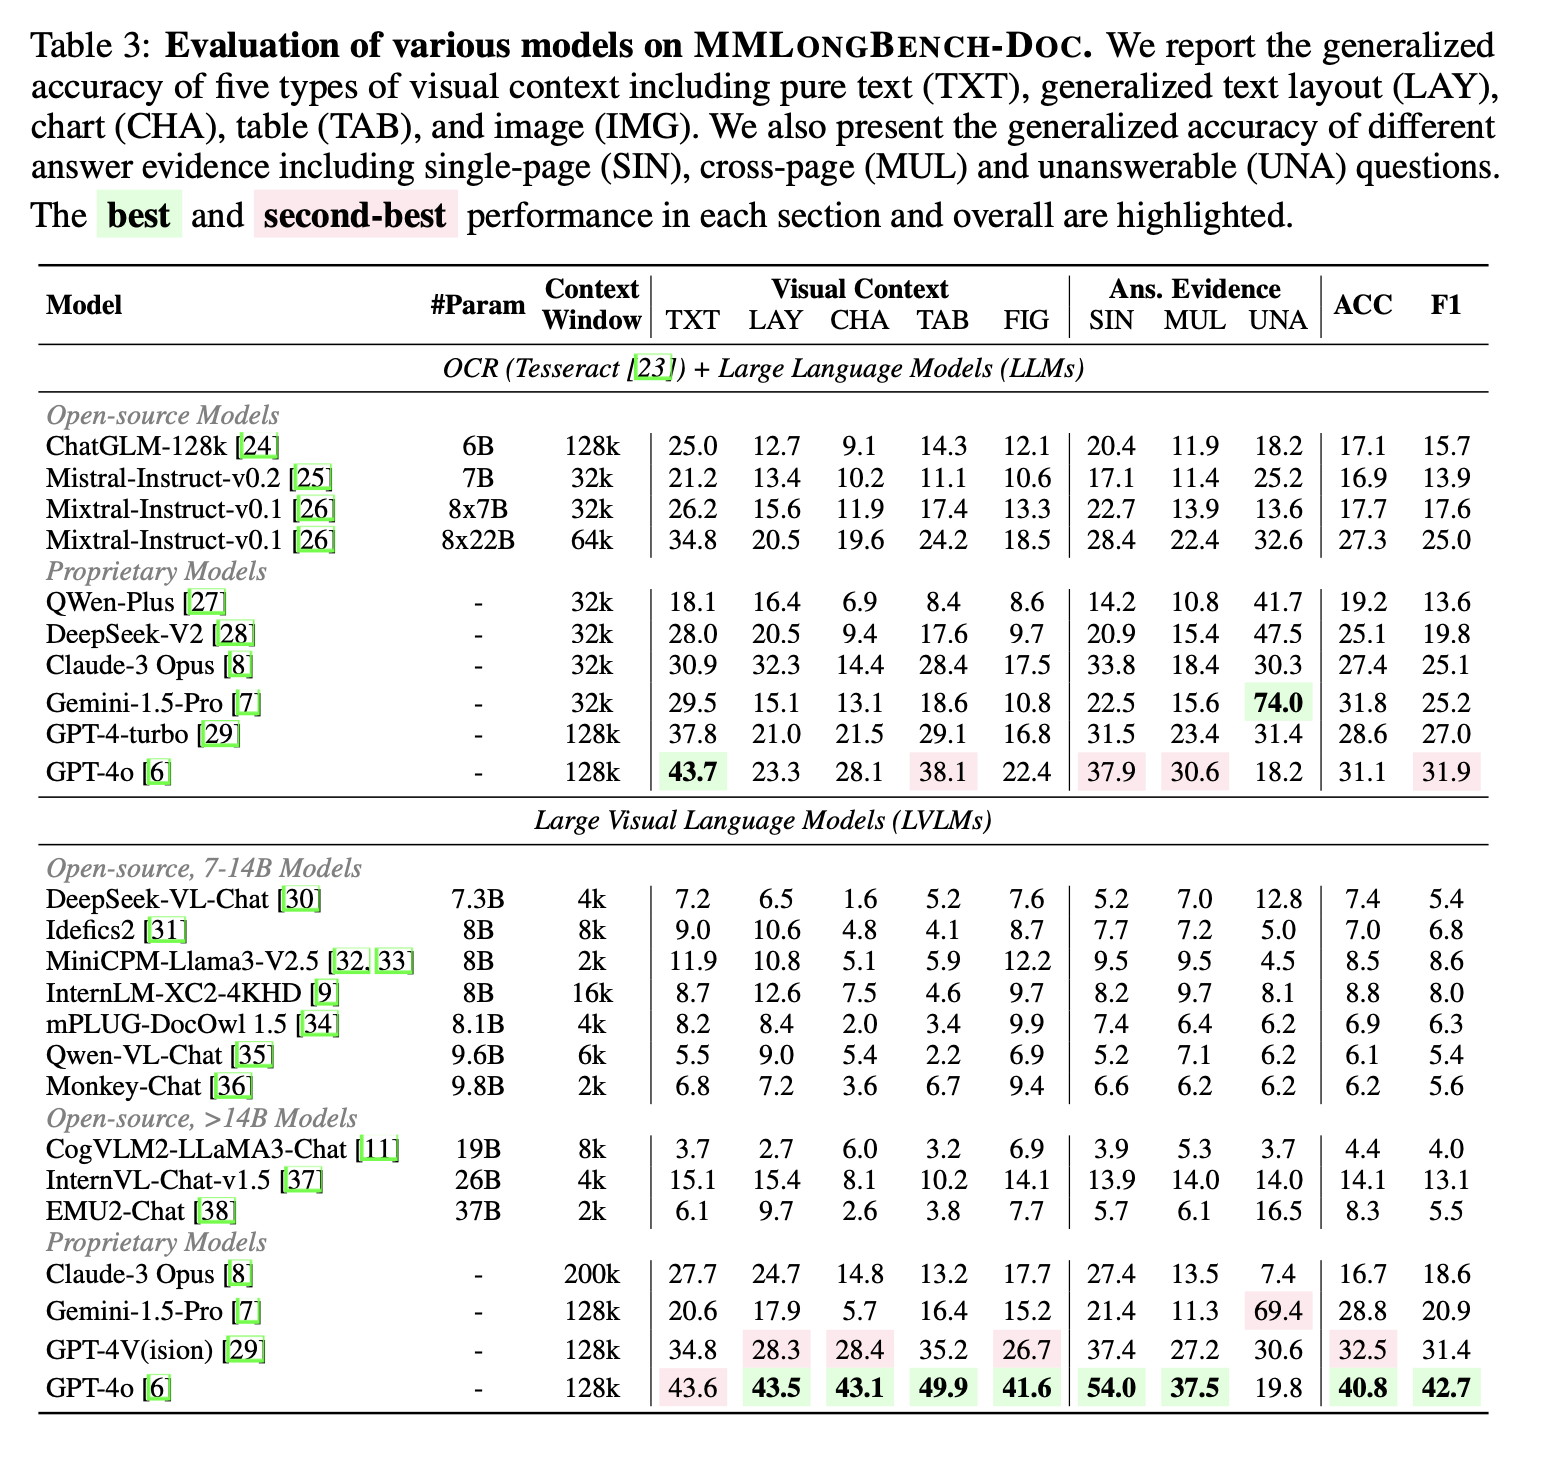 Table 3: Evaluation of various models on MMLONGBENCH-DOC. We report the generalized
accuracy of five types of visual context including pure text (TXT), generalized text layout (LAY),
chart (CHA), table (TAB), and image (IMG). We also present the generalized accuracy of different
answer evidence including single-page (SIN), cross-page (MUL) and unanswerable (UNA) questions.
The best and second-best performance in each section and overall are highlighted.
Model #Param Context Window Visual Context Ans. Evidence ACC F1
TXT LAY CHA TAB FIG SIN MUL UNA
OCR (Tesseract [23]) + Large Language Models (LLMs)
Open-source Models
ChatGLM-128k [24] 6B 128k 25.0 12.7 9.1 14.3 12.1 20.4 11.9 18.2 17.1 15.7
Mistral-Instruct-v0.2 [25] 7B 32k 21.2 13.4 10.2 11.1 10.6 17.1 11.4 25.2 16.9 13.9
Mixtral-Instruct-v0.1 [26] 8x7B 32k 26.2 15.6 11.9 17.4 13.3 22.7 13.9 13.6 17.7 17.6
Mixtral-Instruct-v0.1 [26] 8x22B 64k 34.8 20.5 19.6 24.2 18.5 28.4 22.4 32.6 27.3 25.0
Proprietary Models
QWen-Plus [27] - 32k 18.1 16.4 6.9 8.4 8.6 14.2 10.8 41.7 19.2 13.6
DeepSeek-V2 [28] - 32k 28.0 20.5 9.4 17.6 9.7 20.9 15.4 47.5 25.1 19.8
Claude-3 Opus [8] - 32k 30.9 32.3 14.4 28.4 17.5 33.8 18.4 30.3 27.4 25.1
Gemini-1.5-Pro [7] - 32k 29.5 15.1 13.1 18.6 10.8 22.5 15.6 74.0 31.8 25.2
GPT-4-turbo [29] - 128k 37.8 21.0 21.5 29.1 16.8 31.5 23.4 31.4 28.6 27.0
GPT-4o [6] - 128k 43.7 23.3 28.1 38.1 22.4 37.9 30.6 18.2 31.1 31.9
Large Visual Language Models (LVLMs)
Open-source, 7-14B Models
DeepSeek-VL-Chat [30] 7.3B 4k 7.2 6.5 1.6 5.2 7.6 5.2 7.0 12.8 7.4 5.4
Idefics2 [31] 8B 8k 9.0 10.6 4.8 4.1 8.7 7.7 7.2 5.0 7.0 6.8
MiniCPM-Llama3-V2.5 [32, 33] 8B 2k 11.9 10.8 5.1 5.9 12.2 9.5 9.5 4.5 8.5 8.6
InternLM-XC2-4KHD [9] 8B 16k 8.7 12.6 7.5 4.6 9.7 8.2 9.7 8.1 8.8 8.0
mPLUG-DocOwl 1.5 [34] 8.1B 4k 8.2 8.4 2.0 3.4 9.9 7.4 6.4 6.2 6.9 6.3
Qwen-VL-Chat [35] 9.6B 6k 5.5 9.0 5.4 2.2 6.9 5.2 7.1 6.2 6.1 5.4
Monkey-Chat [36] 9.8B 2k 6.8 7.2 3.6 6.7 9.4 6.6 6.2 6.2 6.2 5.6
Open-source, >14B Models
CogVLM2-LLaMA3-Chat [11] 19B 8k 3.7 2.7 6.0 3.2 6.9 3.9 5.3 3.7 4.4 4.0
InternVL-Chat-v1.5 [37] 26B 4k 15.1 15.4 8.1 10.2 14.1 13.9 14.0 14.0 14.1 13.1
EMU2-Chat [38] 37B 2k 6.1 9.7 2.6 3.8 7.7 5.7 6.1 16.5 8.3 5.5
Proprietary Models
Claude-3 Opus [8] - 200k 27.7 24.7 14.8 13.2 17.7 27.4 13.5 7.4 16.7 18.6
Gemini-1.5-Pro [7] - 128k 20.6 17.9 5.7 16.4 15.2 21.4 11.3 69.4 28.8 20.9
GPT-4V(ision) [29] - 128k 34.8 28.3 28.4 35.2 26.7 37.4 27.2 30.6 32.5 31.4
GPT-4o [6] - 128k 43.6 43.5 43.1 49.9 41.6 54.0 37.5 19.8 40.8 42.7